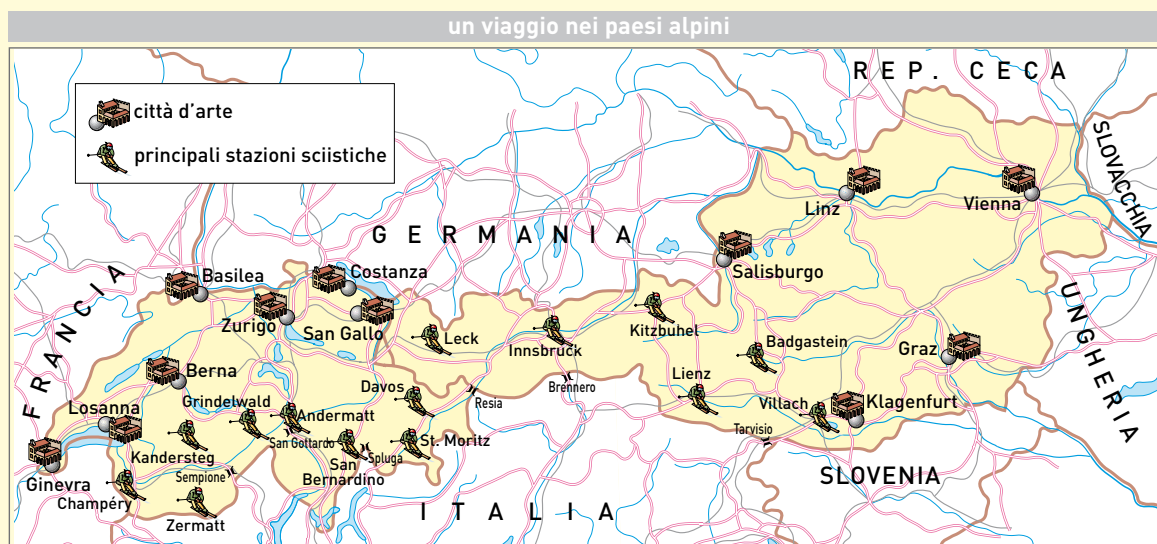 un viaggio nei paesi alpini
REP. CECA
città d'arte
principali stazioni sciistiche
SLOVACCHIA
Linz
Vienna
GERMANIA
Salisburgo
FRANCIA
Basilea
Costanza
UNGHERIA
Zurigo
San Gallo
Leck
Innsbruck
Kitzbuhel
Badgastein
Graz
Berna
Davos
Resia
Brennero
Lienz
Grindelwald
Andermatt
Villach
Klagenfurt
Losanna
San Gottardo
Tarvisio
Kandersteg
St. Moritz
Spluga
San
Bernardino
Sempione
SLOVENIA
Ginevra
Champéry
Zermatt
ITALIA